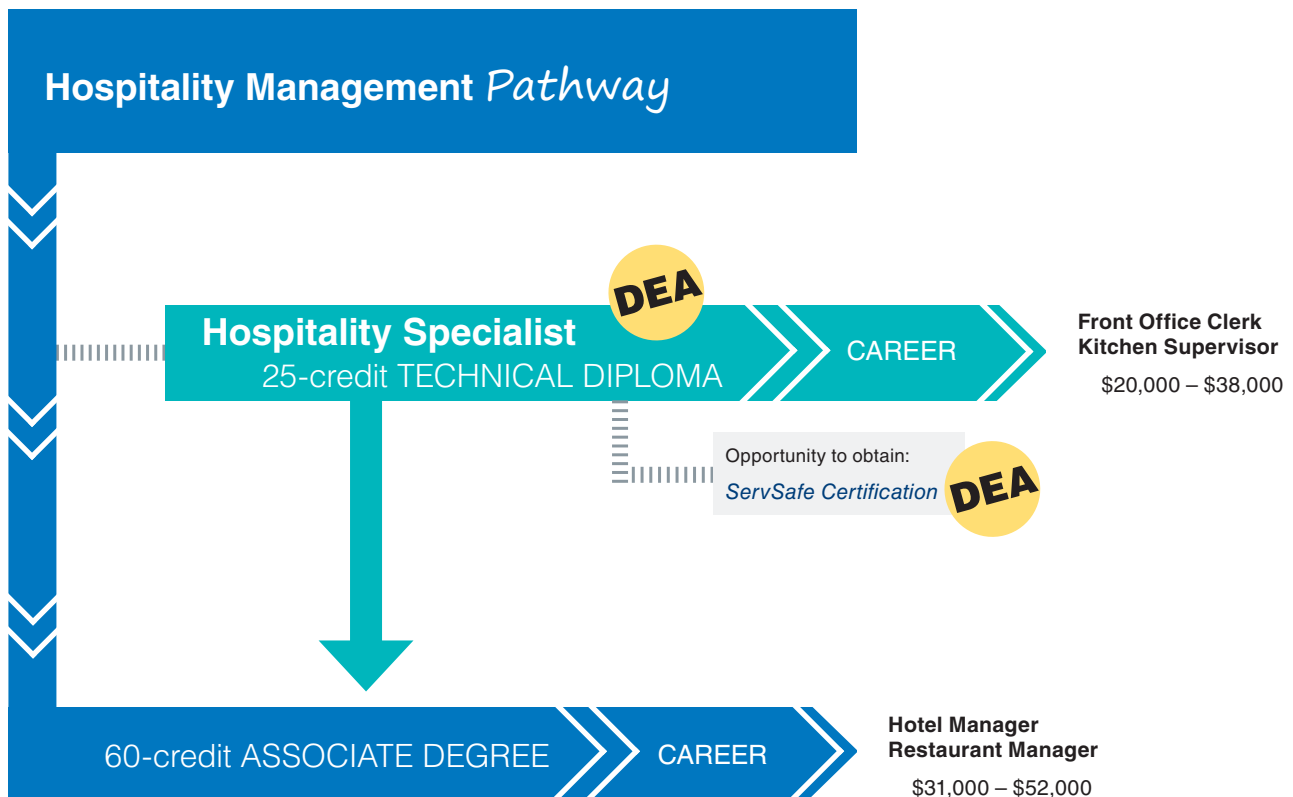 Hospitality Management Pathway
DEA
Hospitality Specialist
25-credit TECHNICAL DIPLOMA
CAREER
Front Office Clerk
Kitchen Supervisor
$20,000 – $38,000
Opportunity to obtain:
ServSafe Certification
DEA
60-credit ASSOCIATE DEGREE
CAREER
Hotel Manager
Restaurant Manager
$31,000 – $52,000